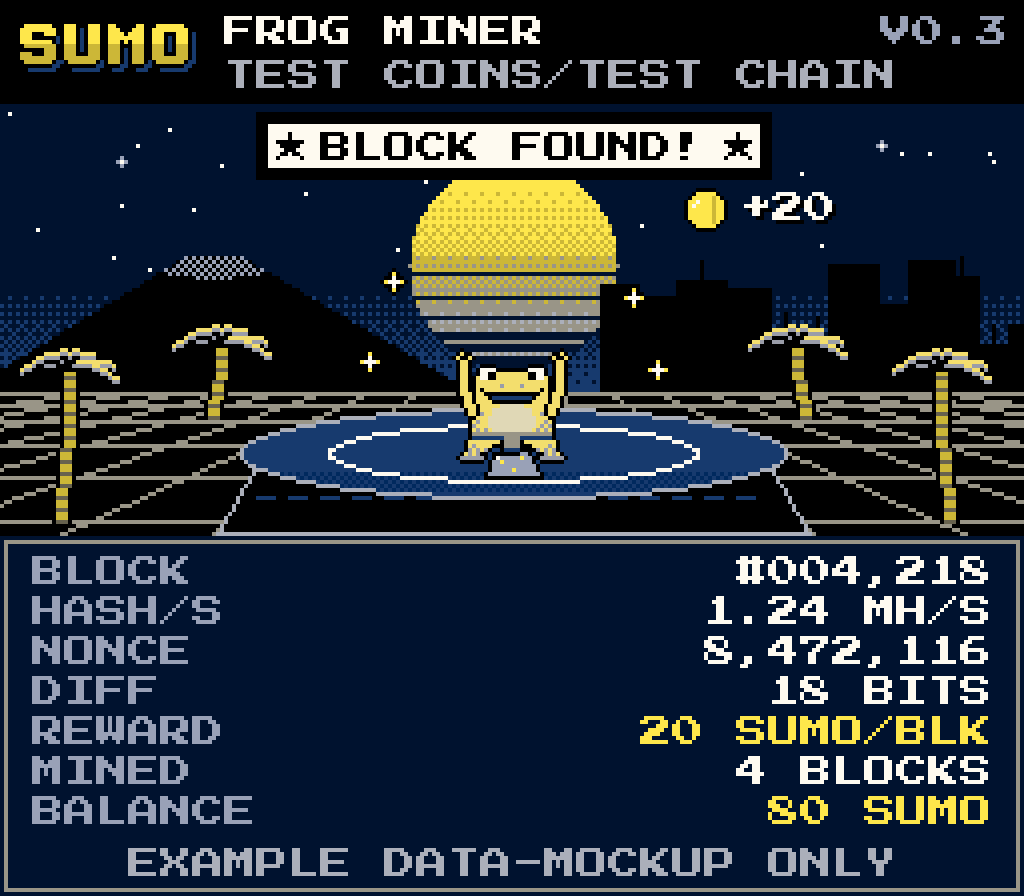 SUMO FROG MINER V0.3
TEST COINS/TEST CHAIN
★BLOCK FOUND!★
+20
BLOCK #004,218
HASH/S 1.24 MH/S
NONCE 8,472,116
DIFF 18 BITS
REWARD 20 SUMO/BLK
MINED 4 BLOCKS
BALANCE 80 SUMO
EXAMPLE DATA-MOCKUP ONLY